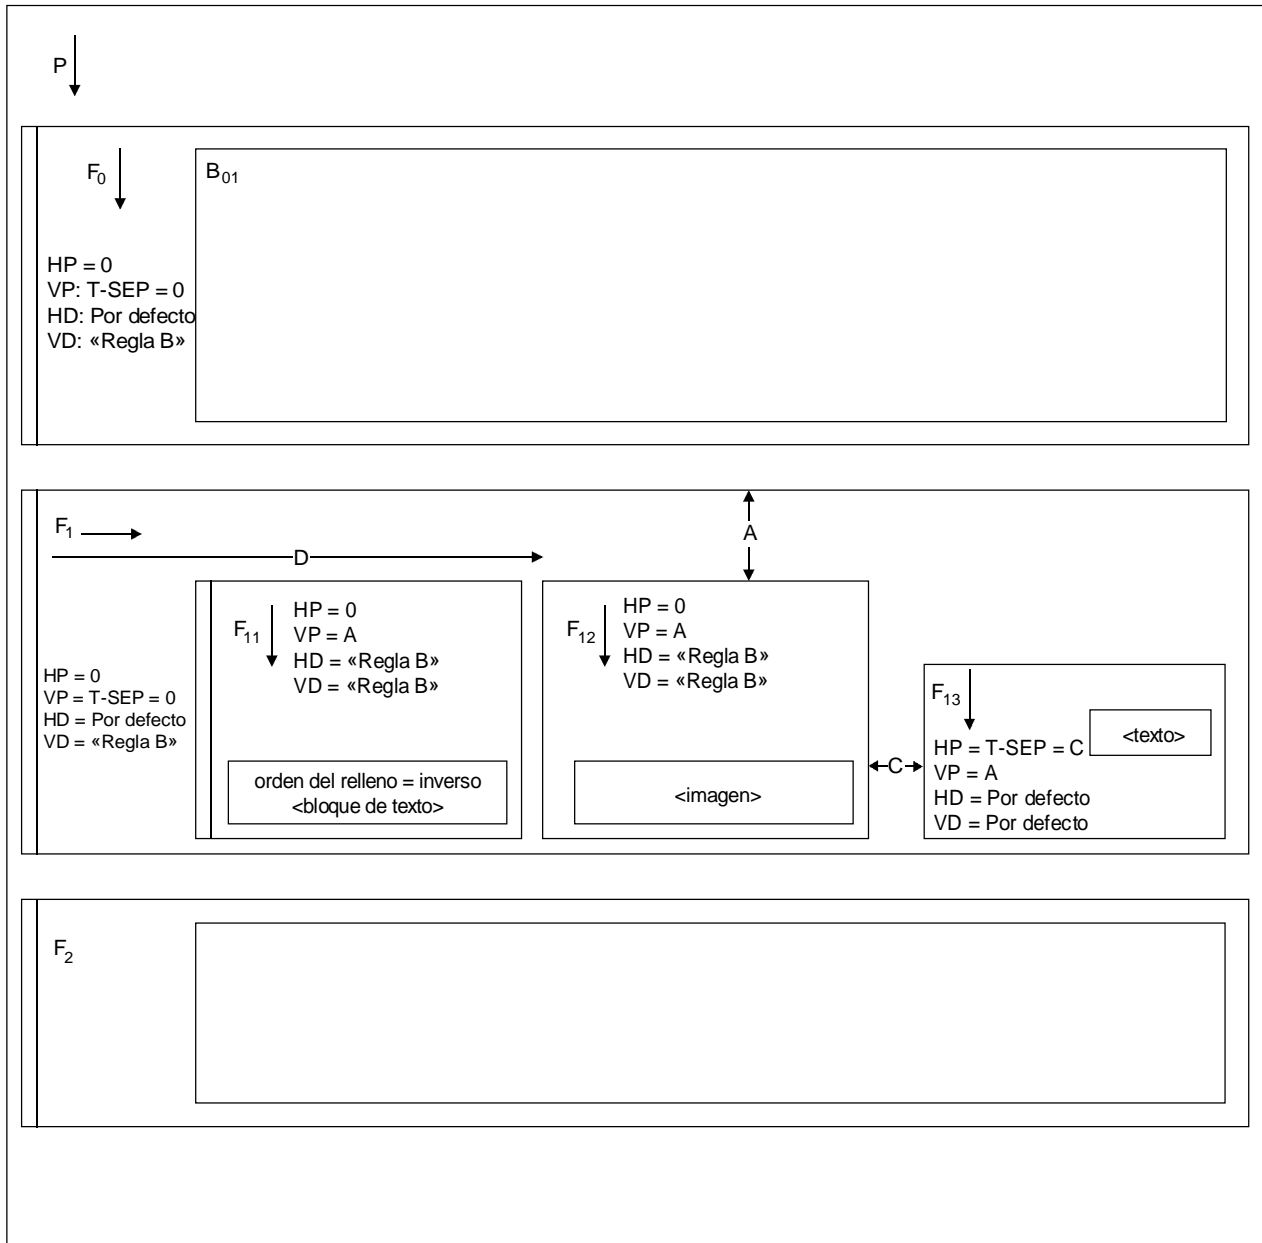 P
F0
B01
HP = 0
VP: T-SEP = 0
HD: Por defecto
VD: «Regla B»
F1
A
D
HP = 0
VP = T-SEP = 0
HD = Por defecto
VD = «Regla B»
F11
HP = 0
VP = A
HD = «Regla B»
VD = «Regla B»
orden del relleno = inverso
<bloque de texto>
F12
HP = 0
VP = A
HD = «Regla B»
VD = «Regla B»
<imagen>
C
F13
<texto>
HP = T-SEP = C
VP = A
HD = Por defecto
VD = Por defecto
F2